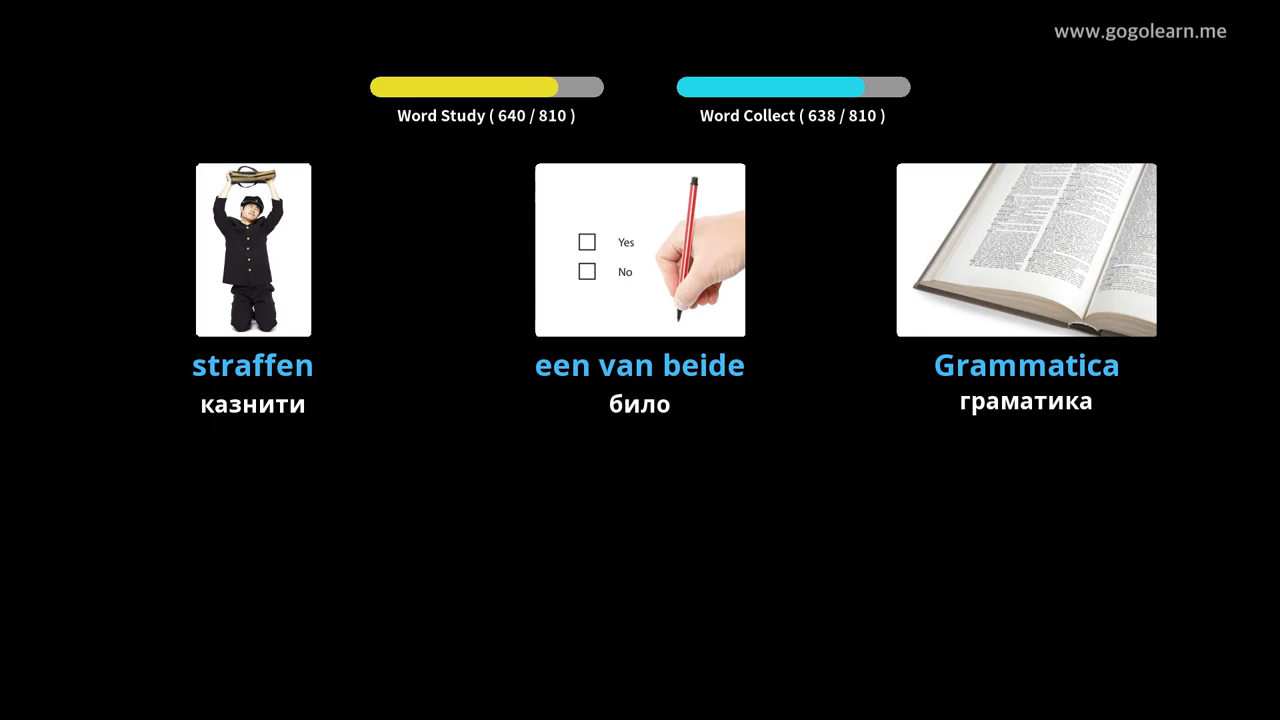 www.gogolearn.me
Word Study ( 640 / 810 )
Word Collect ( 638 / 810 )
Yes
No
straffen
een van beide
Grammatica
казнити
било
граматика